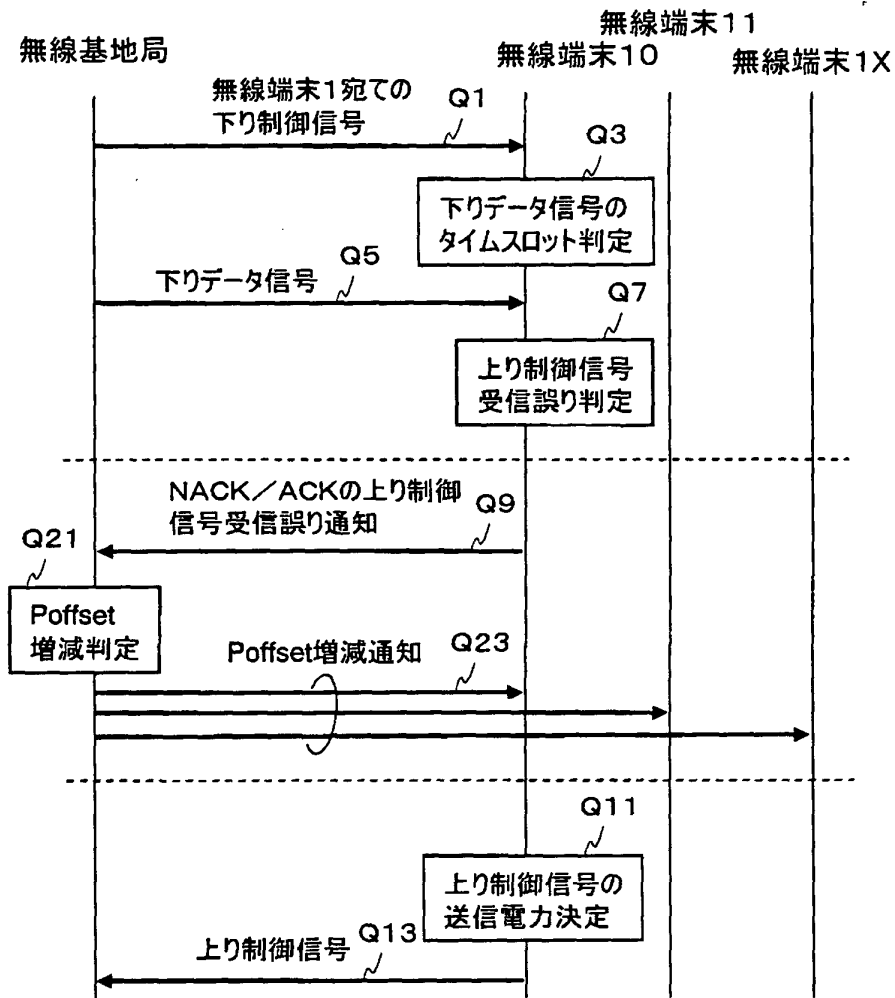 無線基地局
無線端末10
無線端末11
無線端末1X
無線端末1宛ての
下り制御信号
Q1
Q3
下りデータ信号の
タイムスロット判定
下りデータ信号
Q5
Q7
上り制御信号
受信誤り判定
NACK／ACKの上り制御
信号受信誤り通知
Q9
Q21
Poffset
増減判定
Poffset増減通知
Q23
Q11
上り制御信号の
送信電力決定
上り制御信号
Q13